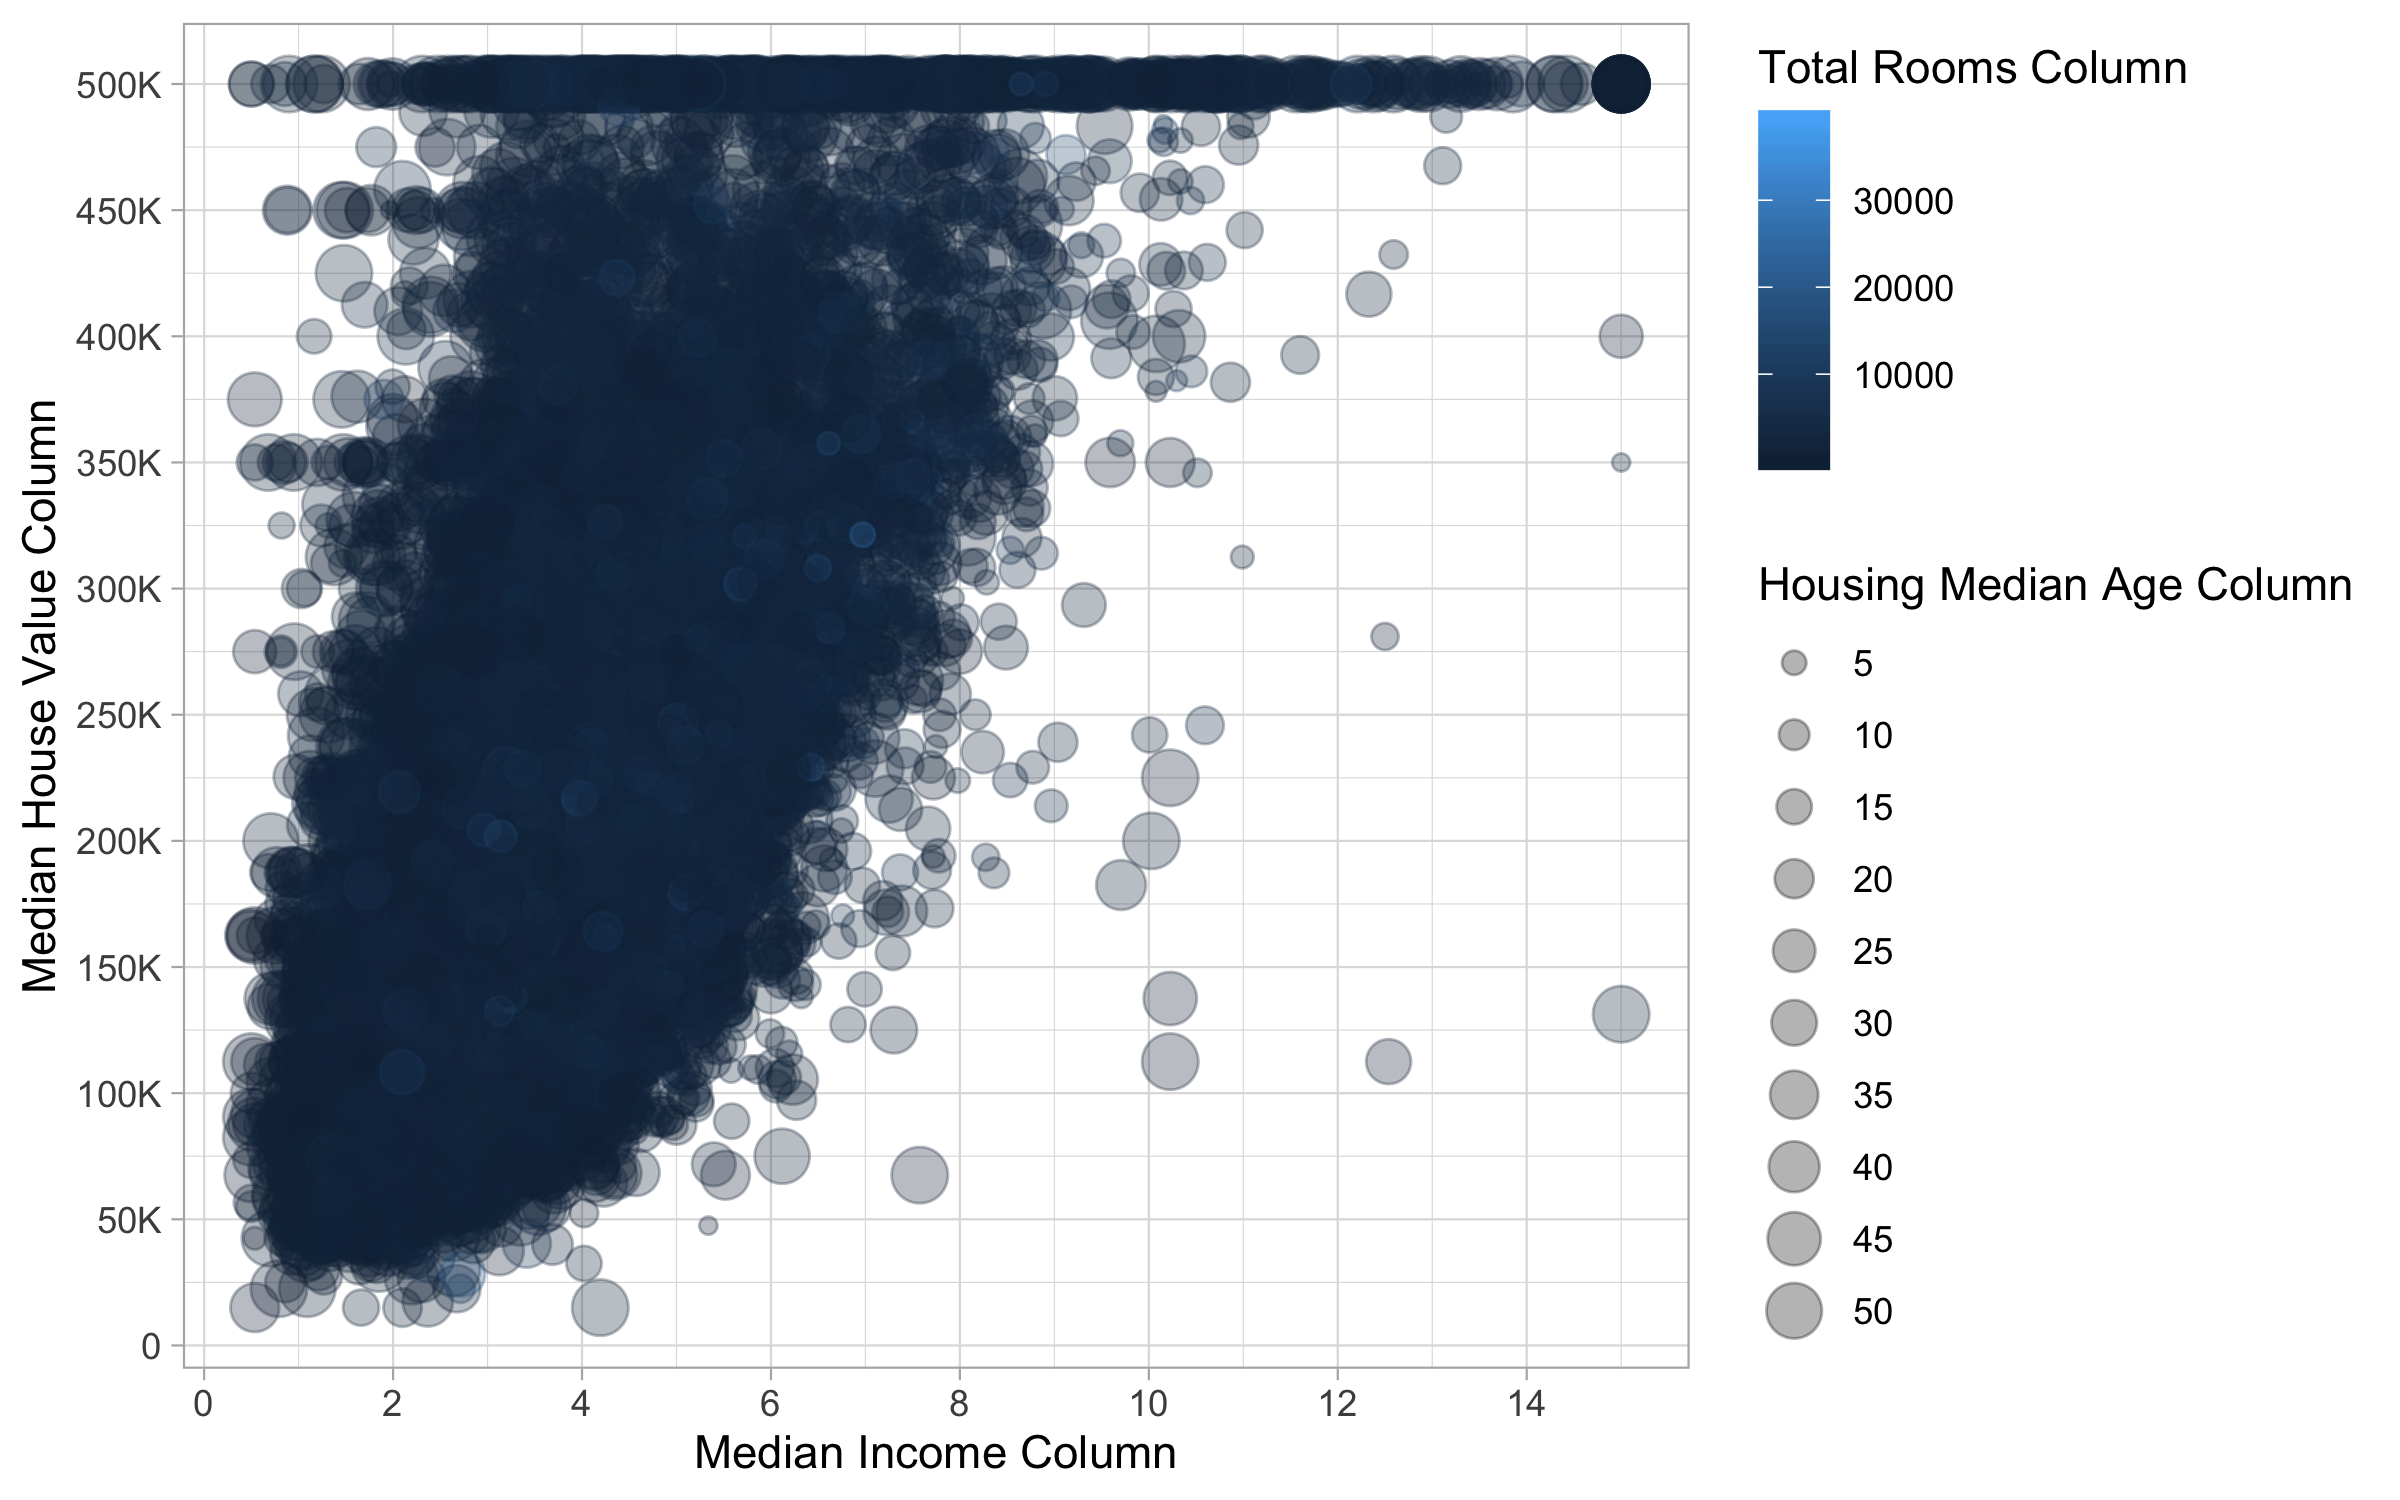 500K
450K
400K
350K
300K
250K
200K
150K
100K
50K
0
Median House Value Column
0 2 4 6 8 10 12 14
Median Income Column
Total Rooms Column
30000
20000
10000
Housing Median Age Column
5
10
15
20
25
30
35
40
45
50